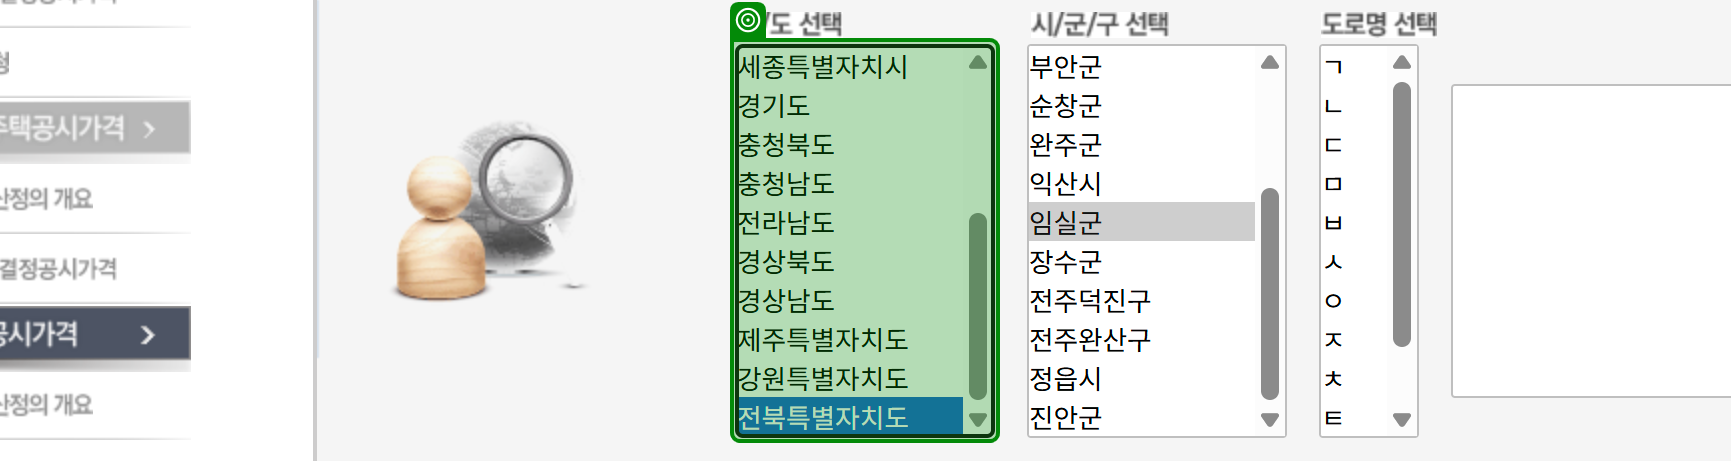 주택공시가격
산정의 개요
결정공시가격
공시가격
산정의 개요
/도 선택
세종특별자치시
경기도
충청북도
충청남도
전라남도
경상북도
경상남도
제주특별자치도
강원특별자치도
전북특별자치도
시/군/구 선택
부안군
순창군
완주군
익산시
임실군
장수군
전주덕진구
전주완산구
정읍시
진안군
도로명 선택
ㄱ
ㄴ
ㄷ
ㅁ
ㅂ
ㅅ
ㅇ
ㅈ
ㅊ
ㅌ